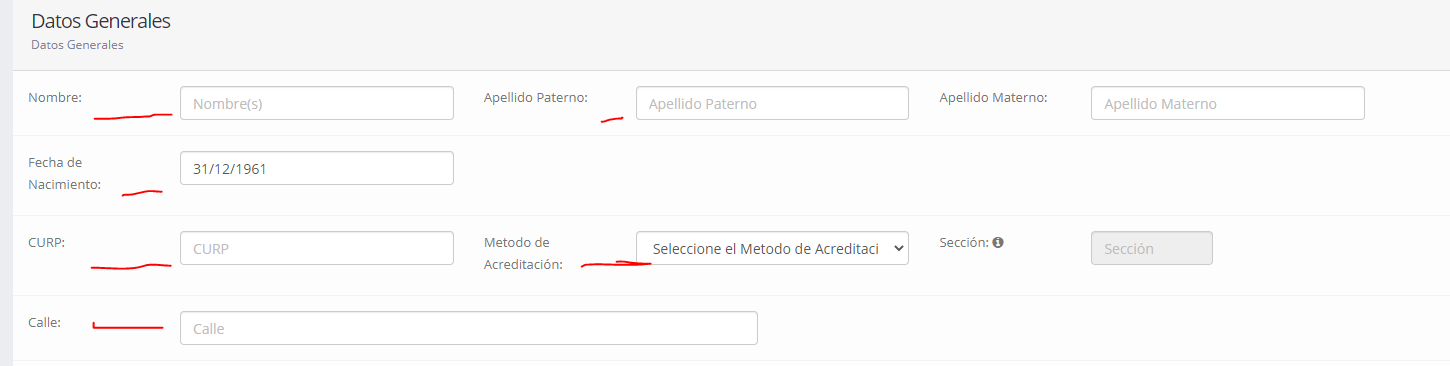 Datos Generales
Datos Generales
Nombre: Nombre(s) Apellido Paterno: Apellido Paterno Apellido Materno: Apellido Materno
Fecha de
Nacimiento: 31/12/1961
CURP: CURP Metodo de
Acreditación: Seleccione el Metodo de Acreditaci Sección: Sección
Calle: Calle